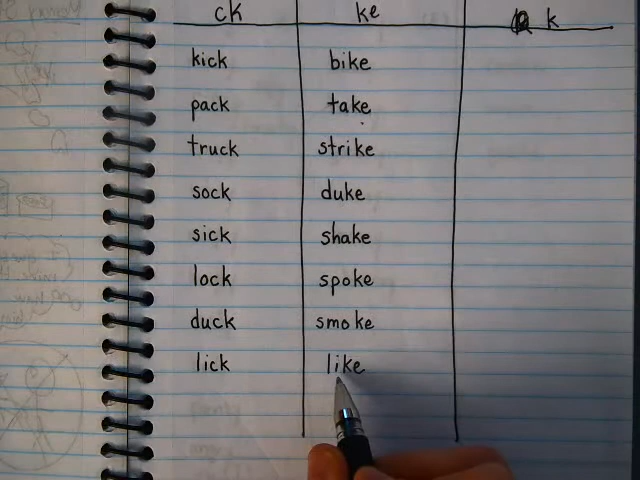 ck ke k
kick bike
pack take
truck strike
sock duke
sick shake
lock spoke
duck smoke
lick like